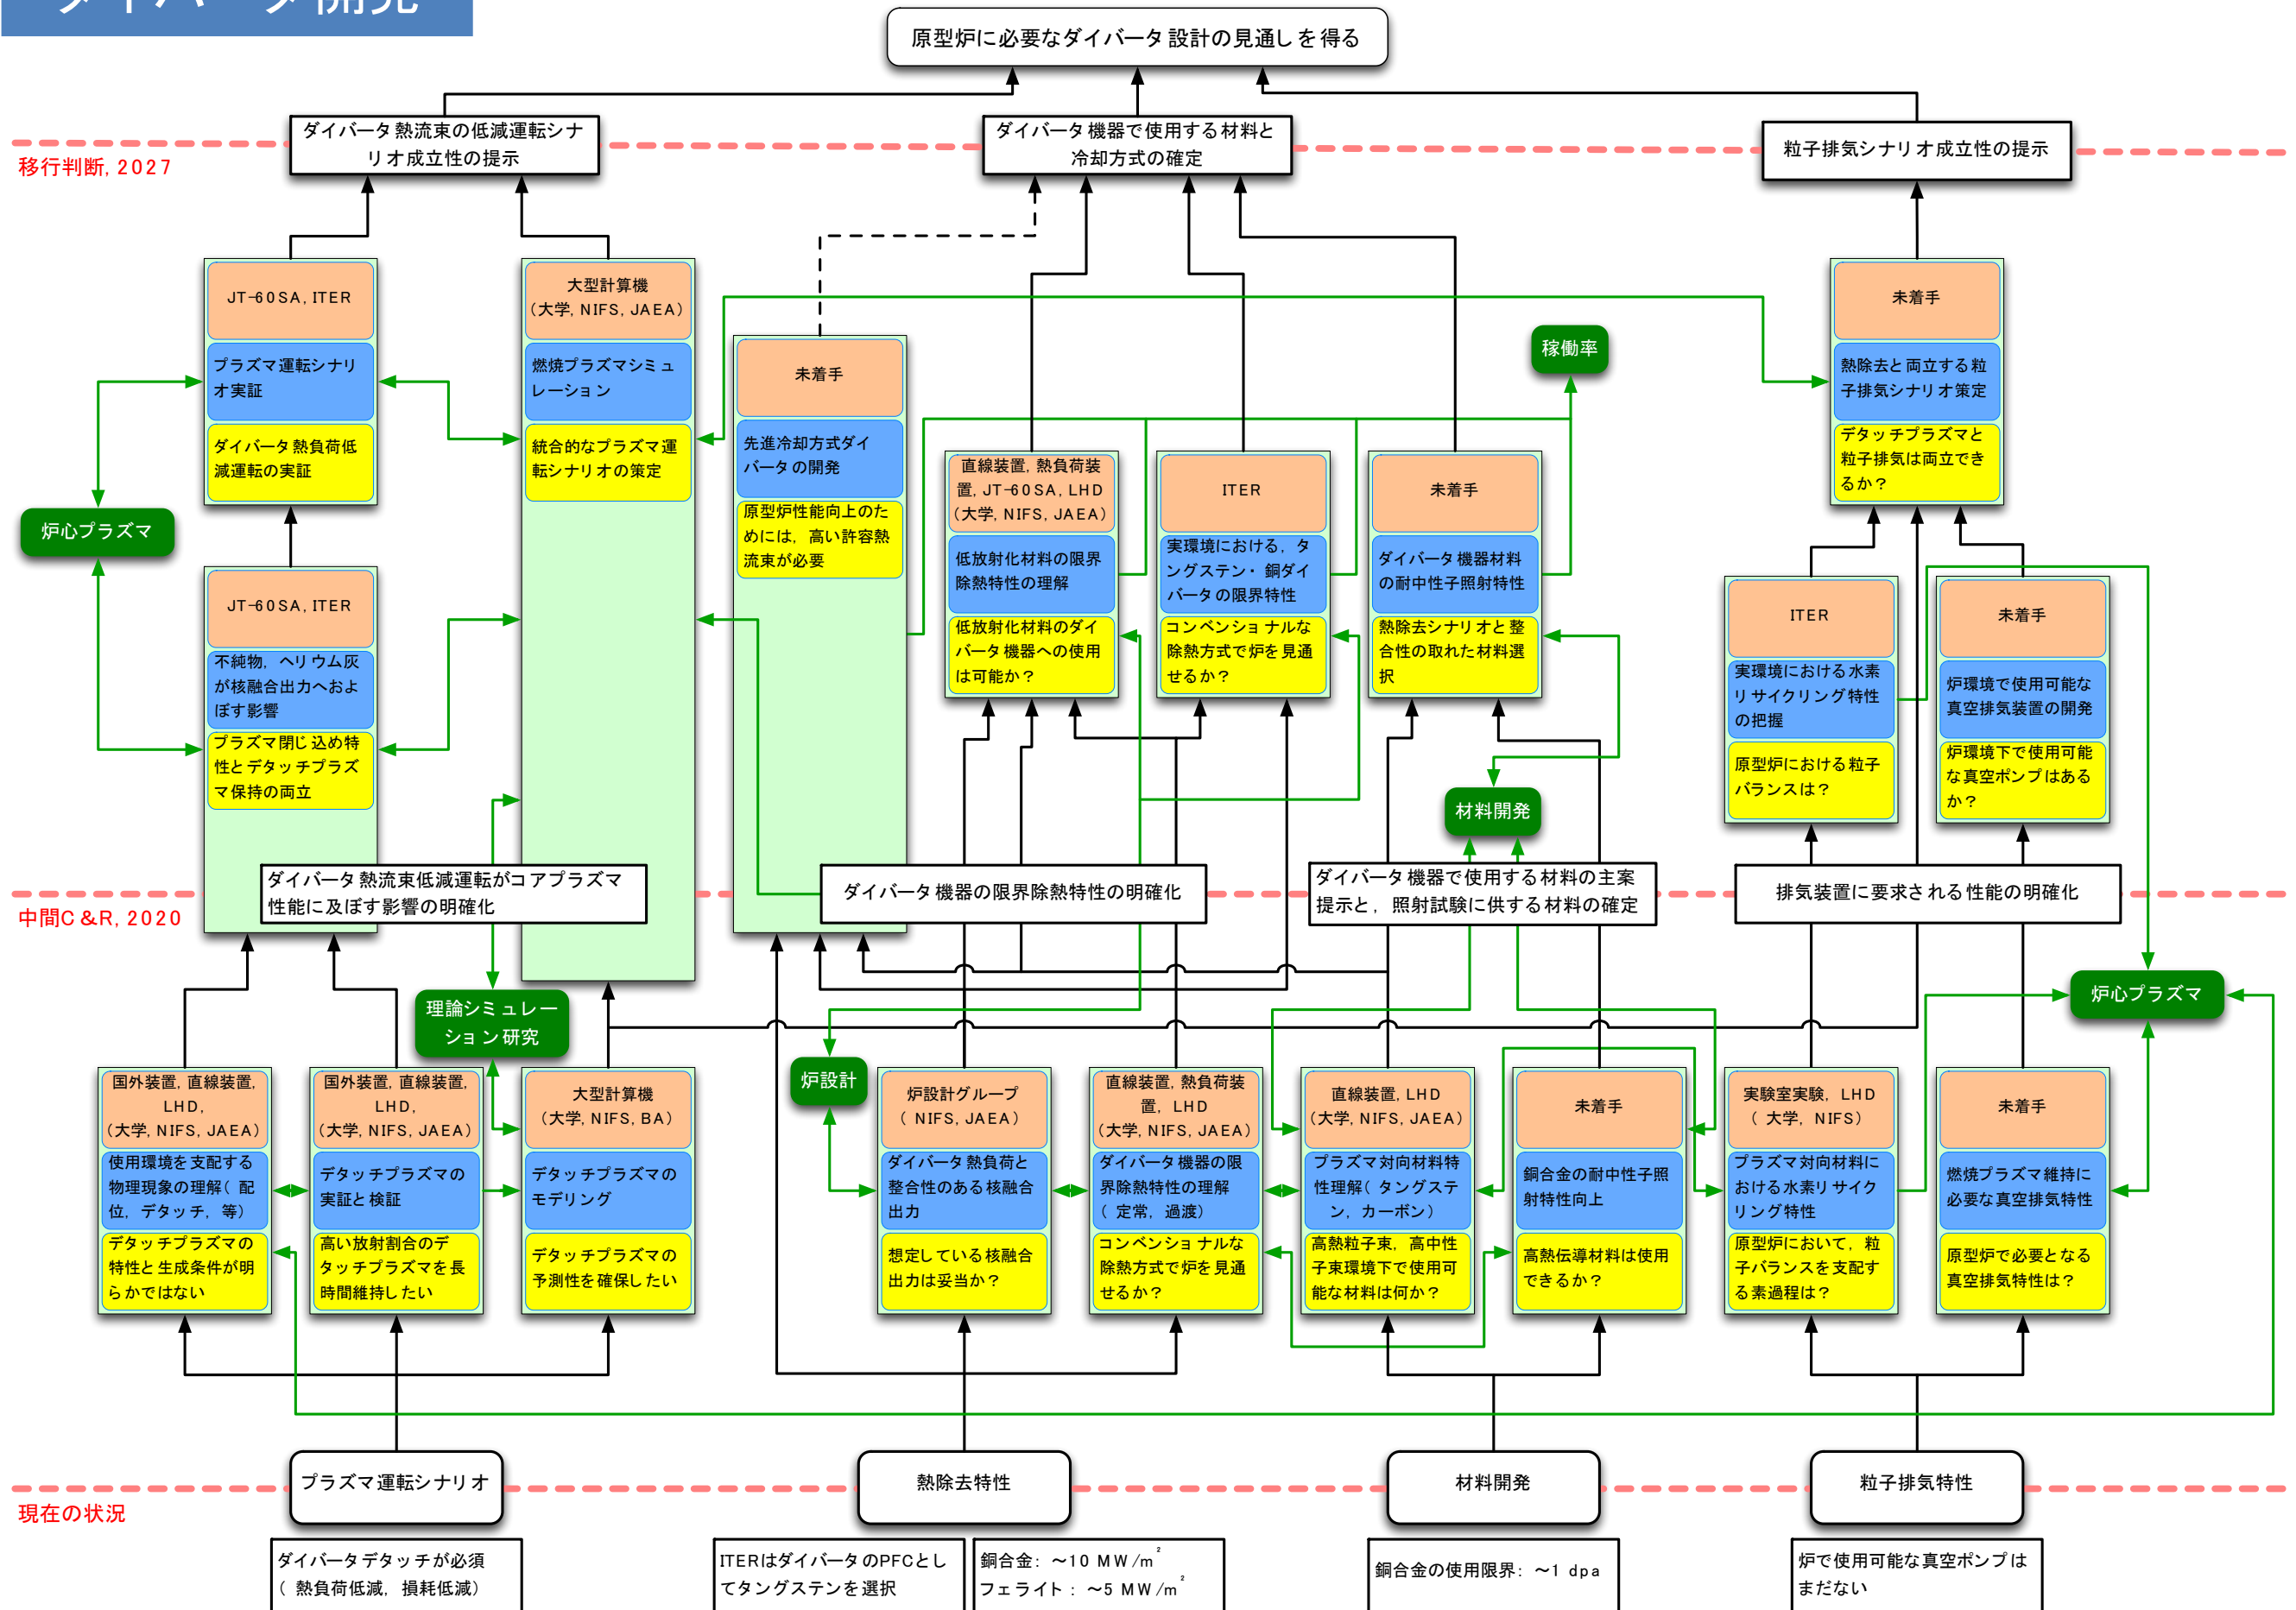 ダイバータ開発
原型炉に必要なダイバータ設計の見通しを得る
ダイバータ熱流束の低減運転シナ
リオ成立性の提示
ダイバータ機器で使用する材料と
冷却方式の確定
粒子排気シナリオ成立性の提示
移行判断, 2027
JT-60SA, ITER
プラズマ運転シナリ
オ実証
ダイバータ熱負荷低
減運転の実証
大型計算機
(大学, NIFS, JAEA)
燃焼プラズマシミュ
レーション
統合的なプラズマ運
転シナリオの策定
未着手
先進冷却方式ダイ
バータの開発
原型炉性能向上のた
めには，高い許容熱
流束が必要
稼働率
未着手
熱除去と両立する粒
子排気シナリオ策定
デタッチプラズマと
粒子排気は両立でき
るか？
直線装置, 熱負荷装
置, JT-60SA, LHD
(大学, NIFS, JAEA)
低放射化材料の限界
除熱特性の理解
低放射化材料のダイ
バータ機器への使用
は可能か？
ITER
実環境における，タ
ングステン・銅ダイ
バータの限界特性
コンベンショナルな
除熱方式で炉を見通
せるか？
未着手
ダイバータ機器材料
の耐中性子照射特性
熱除去シナリオと整
合性の取れた材料選
択
炉心プラズマ
JT-60SA, ITER
不純物，ヘリウム灰
が核融合出力へおよ
ぼす影響
プラズマ閉じ込め特
性とデタッチプラズ
マ保持の両立
ITER
実環境における水素
リサイクリング特性
の把握
原型炉における粒子
バランスは？
未着手
炉環境で使用可能な
真空排気装置の開発
炉環境下で使用可能
な真空ポンプはある
か？
材料開発
ダイバータ熱流束低減運転がコアプラズマ
性能に及ぼす影響の明確化
ダイバータ機器の限界除熱特性の明確化
ダイバータ機器で使用する材料の主案
提示と，照射試験に供する材料の確定
排気装置に要求される性能の明確化
中間C&R, 2020
理論シミュレー
ション研究
炉設計
炉心プラズマ
国外装置, 直線装置,
LHD,
(大学, NIFS, JAEA)
使用環境を支配する
物理現象の理解(配
位，デタッチ，等)
デタッチプラズマの
特性と生成条件が明
らかではない
国外装置, 直線装置,
LHD,
(大学, NIFS, JAEA)
デタッチプラズマの
実証と検証
高い放射割合のデ
タッチプラズマを長
時間維持したい
大型計算機
(大学, NIFS, BA)
デタッチプラズマの
モデリング
デタッチプラズマの
予測性を確保したい
炉設計グループ
( NIFS, JAEA)
ダイバータ熱負荷と
整合性のある核融合
出力
想定している核融合
出力は妥当か？
直線装置, 熱負荷装
置, LHD
(大学, NIFS, JAEA)
ダイバータ機器の限
界除熱特性の理解
( 定常，過渡)
コンベンショナルな
除熱方式で炉を見通
せるか？
直線装置, LHD
(大学, NIFS, JAEA)
プラズマ対向材料特
性理解( タングステ
ン，カーボン)
高熱粒子束，高中性
子束環境下で使用可
能な材料は何か？
未着手
銅合金の耐中性子照
射特性向上
高熱伝導材料は使用
できるか？
実験室実験, LHD
( 大学, NIFS)
プラズマ対向材料に
おける水素リサイク
リング特性
原型炉において，粒
子バランスを支配す
る素過程は？
未着手
燃焼プラズマ維持に
必要な真空排気特性
原型炉で必要となる
真空排気特性は？
プラズマ運転シナリオ
熱除去特性
材料開発
粒子排気特性
現在の状況
ダイバータデタッチが必須
( 熱負荷低減，損耗低減)
ITERはダイバータのPFCとし
てタングステンを選択
銅合金: ～10 MW/m²
フェライト: ～5 MW/m²
銅合金の使用限界: ～1 dpa
炉で使用可能な真空ポンプは
まだない